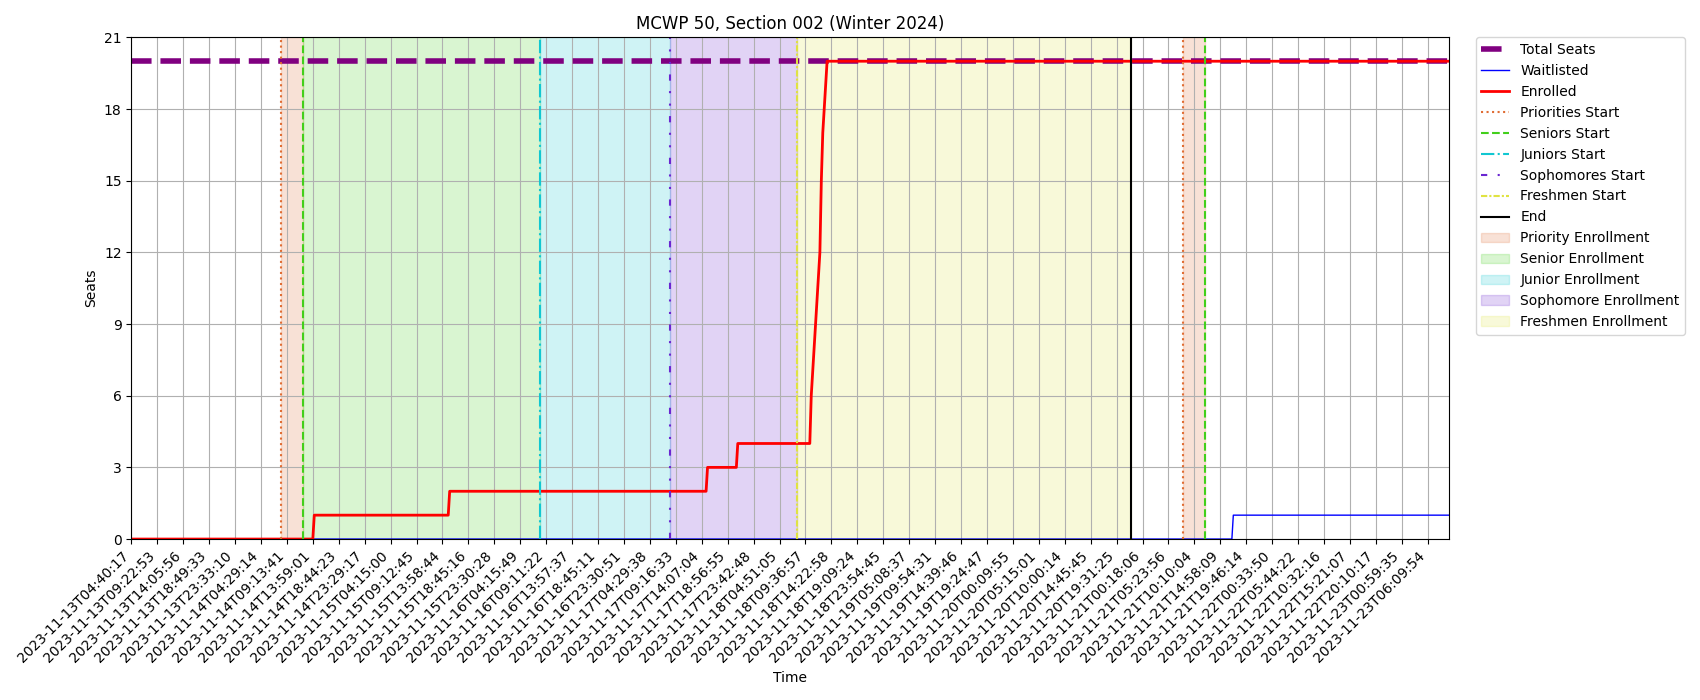 MCWP 50, Section 002 (Winter 2024)
21
18
15
12
9
6
3
0
Seats
2023-11-13T04:40:17
2023-11-13T09:22:53
2023-11-13T14:05:56
2023-11-13T18:49:33
2023-11-13T23:33:10
2023-11-14T04:29:14
2023-11-14T09:13:41
2023-11-14T13:59:01
2023-11-14T18:44:23
2023-11-14T23:29:17
2023-11-15T04:15:00
2023-11-15T09:12:45
2023-11-15T13:58:44
2023-11-15T18:45:16
2023-11-15T23:30:28
2023-11-16T04:15:49
2023-11-16T09:11:22
2023-11-16T13:57:37
2023-11-16T18:45:11
2023-11-16T23:30:51
2023-11-17T04:29:38
2023-11-17T09:16:33
2023-11-17T14:07:04
2023-11-17T18:56:55
2023-11-17T23:42:48
2023-11-18T04:51:05
2023-11-18T09:36:57
2023-11-18T14:22:58
2023-11-18T19:09:24
2023-11-18T23:54:45
2023-11-19T05:08:37
2023-11-19T09:54:31
2023-11-19T14:39:46
2023-11-19T19:24:47
2023-11-20T00:09:55
2023-11-20T05:15:01
2023-11-20T10:00:14
2023-11-20T14:45:45
2023-11-20T19:31:25
2023-11-21T00:18:06
2023-11-21T05:23:56
2023-11-21T10:10:04
2023-11-21T14:58:09
2023-11-21T19:46:14
2023-11-22T00:33:50
2023-11-22T05:44:22
2023-11-22T10:32:16
2023-11-22T15:21:07
2023-11-22T20:10:17
2023-11-23T00:59:35
2023-11-23T06:09:54
Time
Total Seats
Waitlisted
Enrolled
Priorities Start
Seniors Start
Juniors Start
Sophomores Start
Freshmen Start
End
Priority Enrollment
Senior Enrollment
Junior Enrollment
Sophomore Enrollment
Freshmen Enrollment